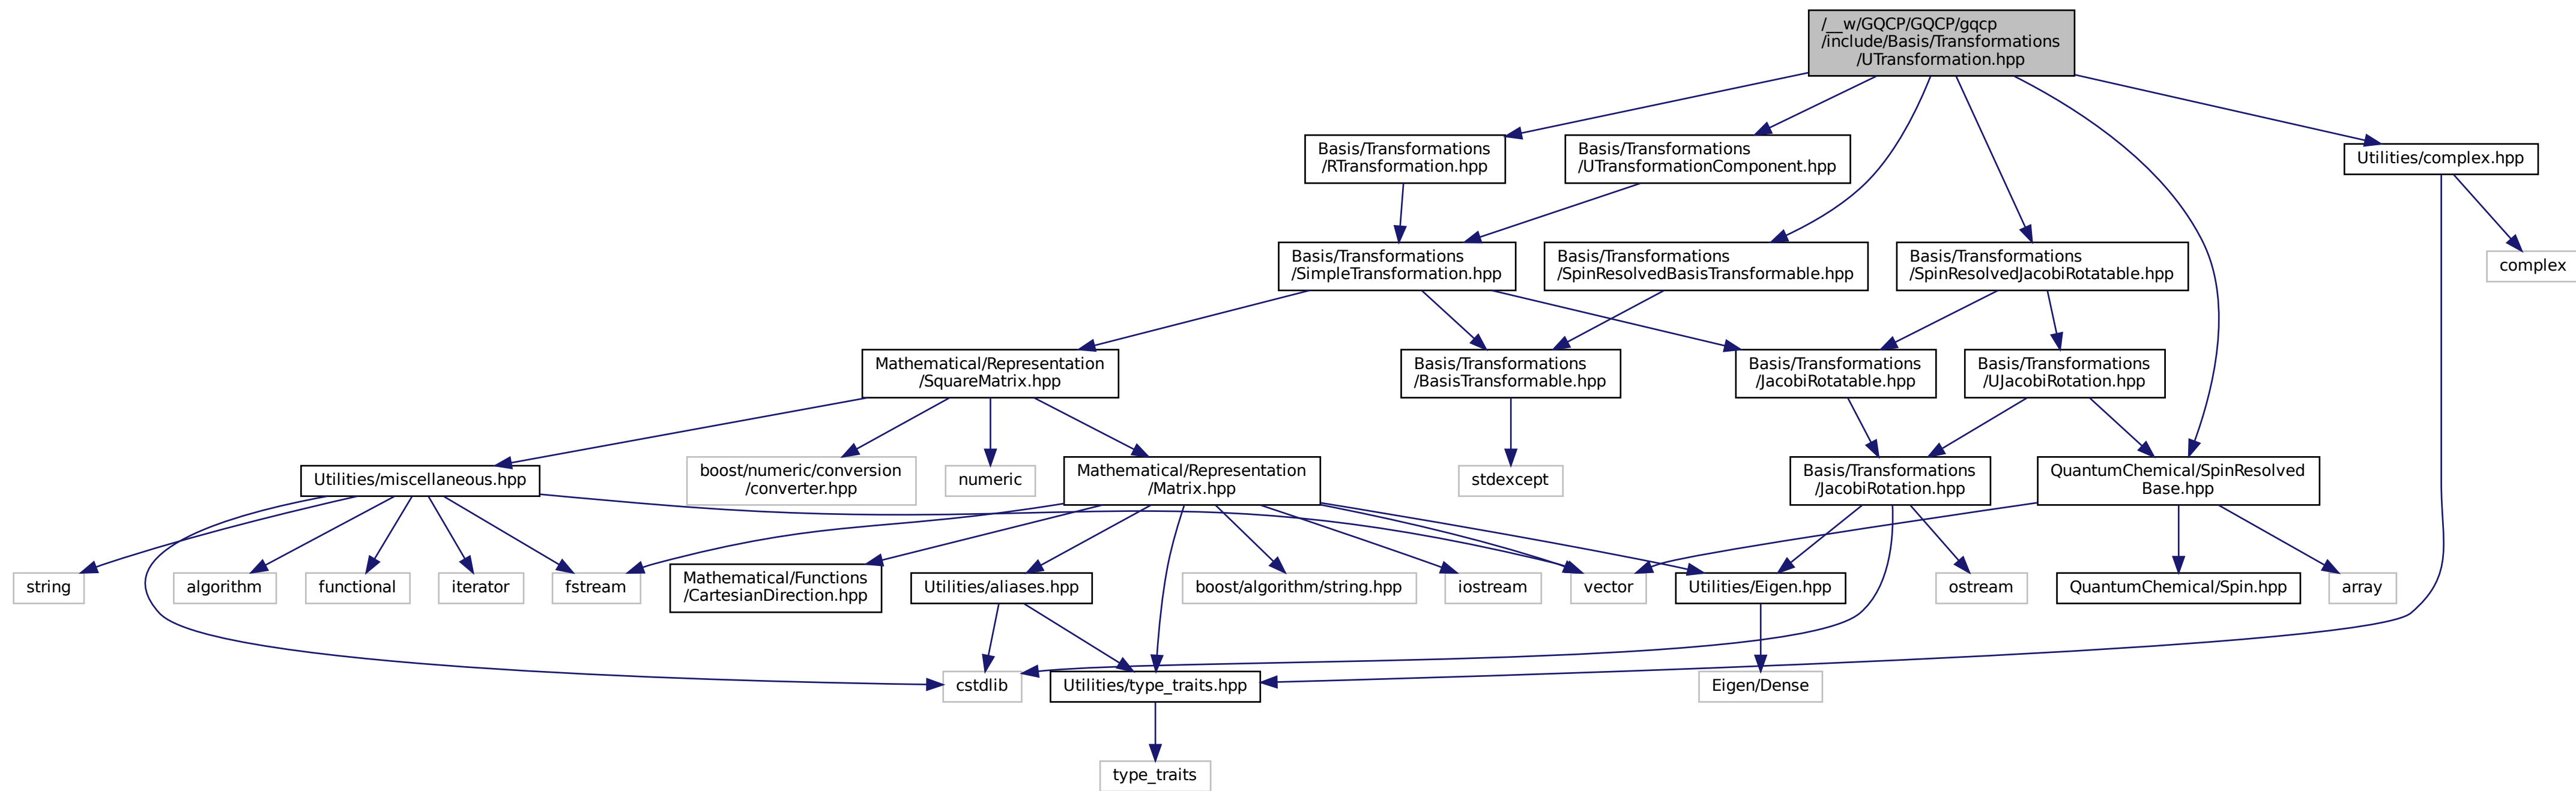 /__w/GQCP/GQCP/gqcp
/include/Basis/Transformations
/UTransformation.hpp
Basis/Transformations
/RTransformation.hpp
Basis/Transformations
/UTransformationComponent.hpp
Utilities/complex.hpp
Basis/Transformations
/SimpleTransformation.hpp
Basis/Transformations
/SpinResolvedBasisTransformable.hpp
Basis/Transformations
/SpinResolvedJacobiRotatable.hpp
complex
Mathematical/Representation
/SquareMatrix.hpp
Basis/Transformations
/BasisTransformable.hpp
Basis/Transformations
/JacobiRotatable.hpp
Basis/Transformations
/UJacobiRotation.hpp
Utilities/miscellaneous.hpp
boost/numeric/conversion
/converter.hpp
numeric
Mathematical/Representation
/Matrix.hpp
stdexcept
Basis/Transformations
/JacobiRotation.hpp
QuantumChemical/SpinResolved
Base.hpp
string
algorithm
functional
iterator
fstream
Mathematical/Functions
/CartesianDirection.hpp
Utilities/aliases.hpp
boost/algorithm/string.hpp
iostream
vector
Utilities/Eigen.hpp
ostream
QuantumChemical/Spin.hpp
array
cstdlib
Utilities/type_traits.hpp
Eigen/Dense
type_traits